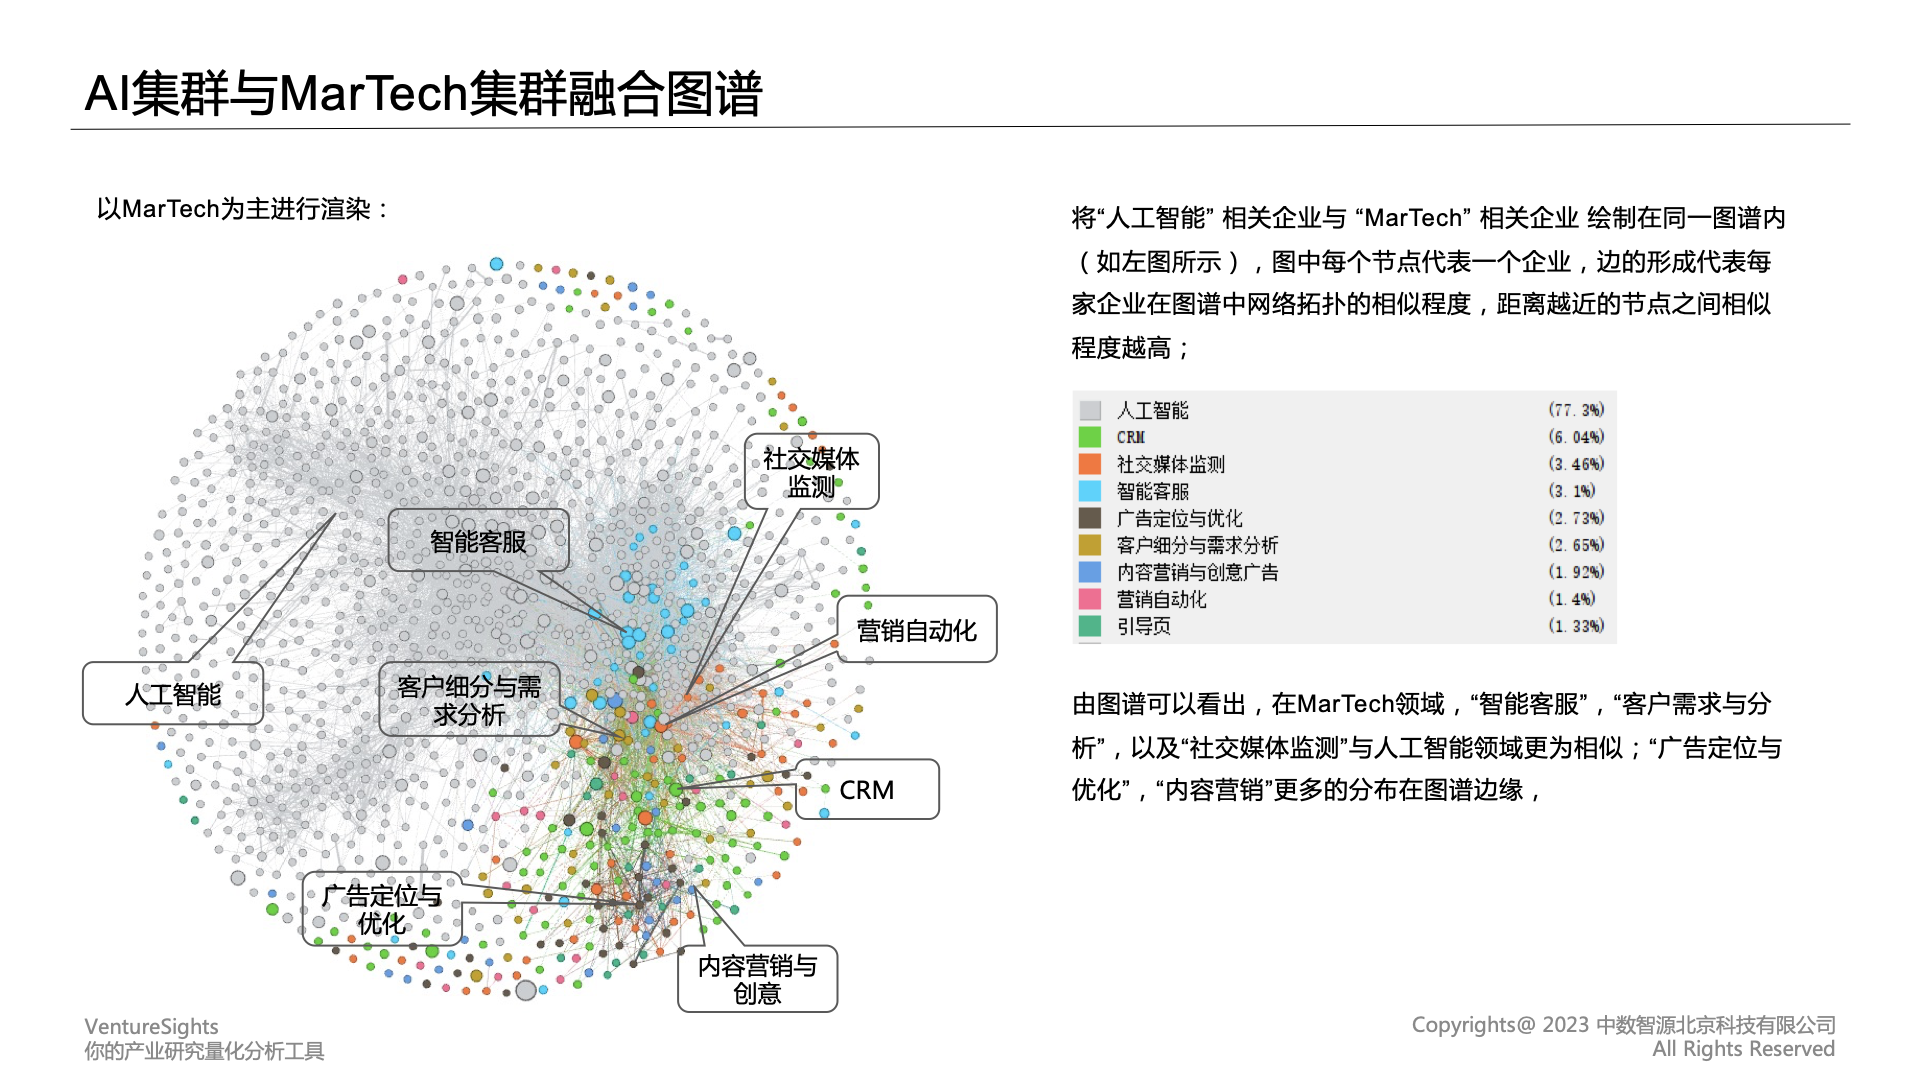 AI集群与MarTech集群融合图谱
以MarTech为主进行渲染：
社交媒体
监测
智能客服
营销自动化
客户细分与需
求分析
人工智能
CRM
广告定位与
优化
内容营销与
创意
将“人工智能” 相关企业与 “MarTech” 相关企业 绘制在同一图谱内
（如左图所示），图中每个节点代表一个企业，边的形成代表每
家企业在图谱中网络拓扑的相似程度，距离越近的节点之间相似
程度越高；
人工智能 (77.3%)
CRM (6.04%)
社交媒体监测 (3.46%)
智能客服 (3.1%)
广告定位与优化 (2.73%)
客户细分与需求分析 (2.65%)
内容营销与创意广告 (1.92%)
营销自动化 (1.4%)
引导页 (1.33%)
由图谱可以看出，在MarTech领域，“智能客服”，“客户需求与分
析”，以及“社交媒体监测”与人工智能领域更为相似；“广告定位与
优化”，“内容营销”更多的分布在图谱边缘，
VentureSights
你的产业研究量化分析工具
Copyrights@ 2023 中数智源北京科技有限公司
All Rights Reserved